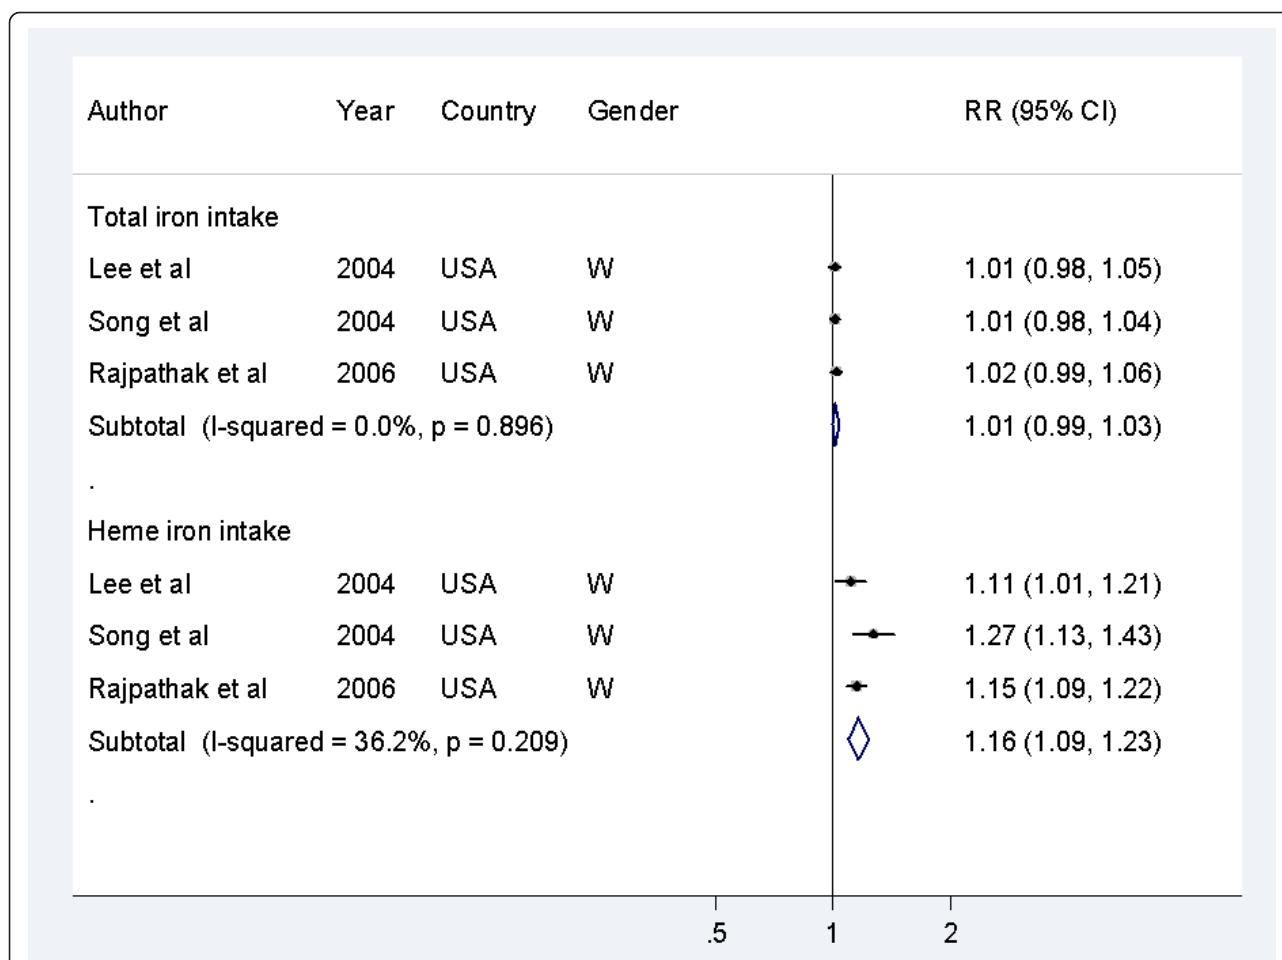 Author Year Country Gender RR (95% CI)
Total iron intake
Lee et al 2004 USA W 1.01 (0.98, 1.05)
Song et al 2004 USA W 1.01 (0.98, 1.04)
Rajpathak et al 2006 USA W 1.02 (0.99, 1.06)
Subtotal (I-squared = 0.0%, p = 0.896) 1.01 (0.99, 1.03)
.
Heme iron intake
Lee et al 2004 USA W 1.11 (1.01, 1.21)
Song et al 2004 USA W 1.27 (1.13, 1.43)
Rajpathak et al 2006 USA W 1.15 (1.09, 1.22)
Subtotal (I-squared = 36.2%, p = 0.209) 1.16 (1.09, 1.23)
.
.5 1 2